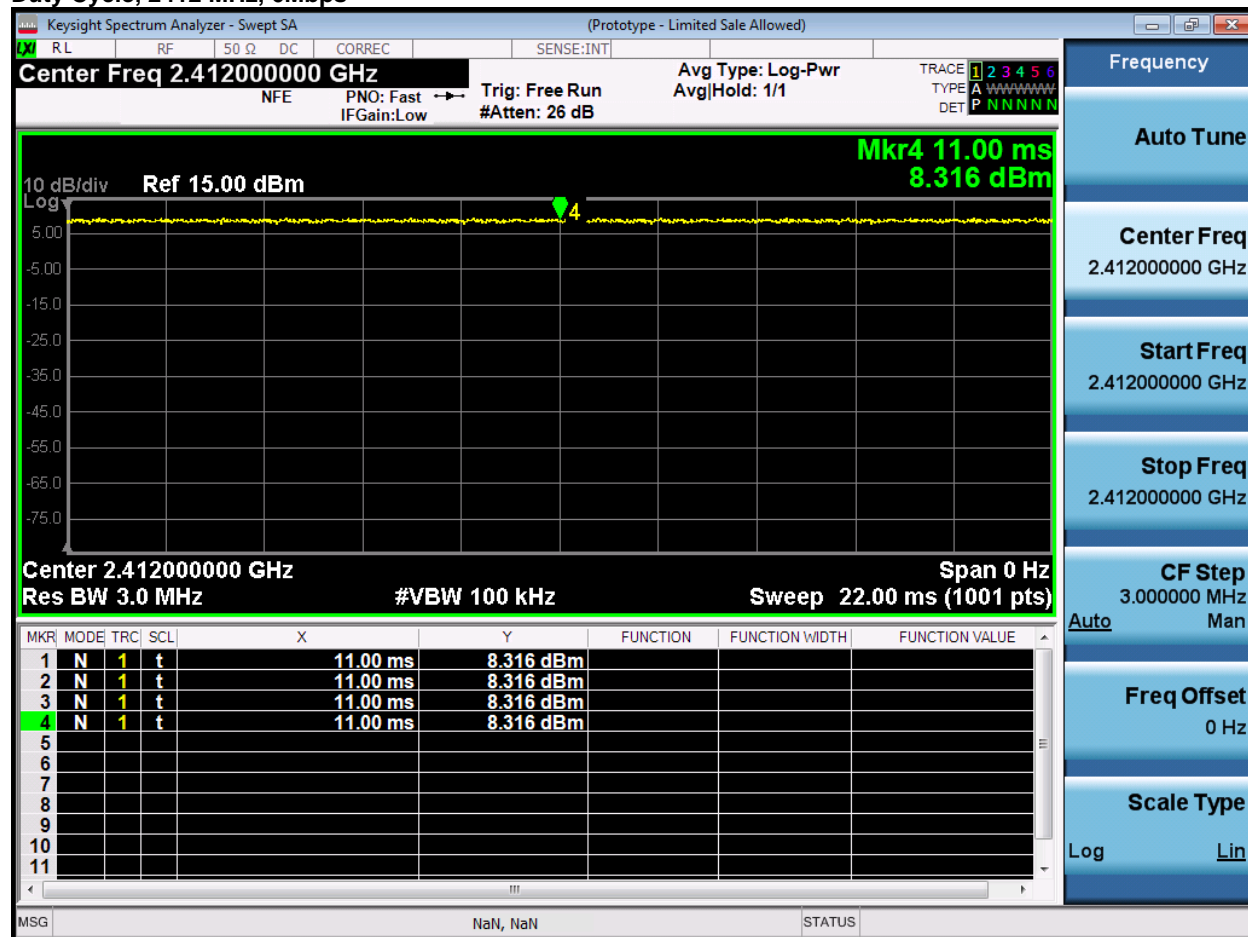 Duty Cycle, 2412 MHz, 6Mbps
Keysight Spectrum Analyzer - Swept SA (Prototype - Limited Sale Allowed)
LXI RL RF 50 Ω DC CORREC SENSE:INT
Center Freq 2.412000000 GHz
NFE PNO: Fast IFGain:Low
Trig: Free Run
#Atten: 26 dB
Avg Type: Log-Pwr
Avg|Hold: 1/1
TRACE 1 2 3 4 5 6
TYPE A WWWWW
DET P N N N N N
Mkr4 11.00 ms
8.316 dBm
10 dB/div Ref 15.00 dBm
Log
4
5.00
-5.00
-15.0
-25.0
-35.0
-45.0
-55.0
-65.0
-75.0
Center 2.412000000 GHz Span 0 Hz
Res BW 3.0 MHz #VBW 100 kHz Sweep 22.00 ms (1001 pts)
MKR MODE TRC SCL X Y FUNCTION FUNCTION WIDTH FUNCTION VALUE
1 N 1 t 11.00 ms 8.316 dBm
2 N 1 t 11.00 ms 8.316 dBm
3 N 1 t 11.00 ms 8.316 dBm
4 N 1 t 11.00 ms 8.316 dBm
5
6
7
8
9
10
11
MSG NaN, NaN STATUS
Frequency
Auto Tune
Center Freq
2.412000000 GHz
Start Freq
2.412000000 GHz
Stop Freq
2.412000000 GHz
CF Step
3.000000 MHz
Auto Man
Freq Offset
0 Hz
Scale Type
Log Lin